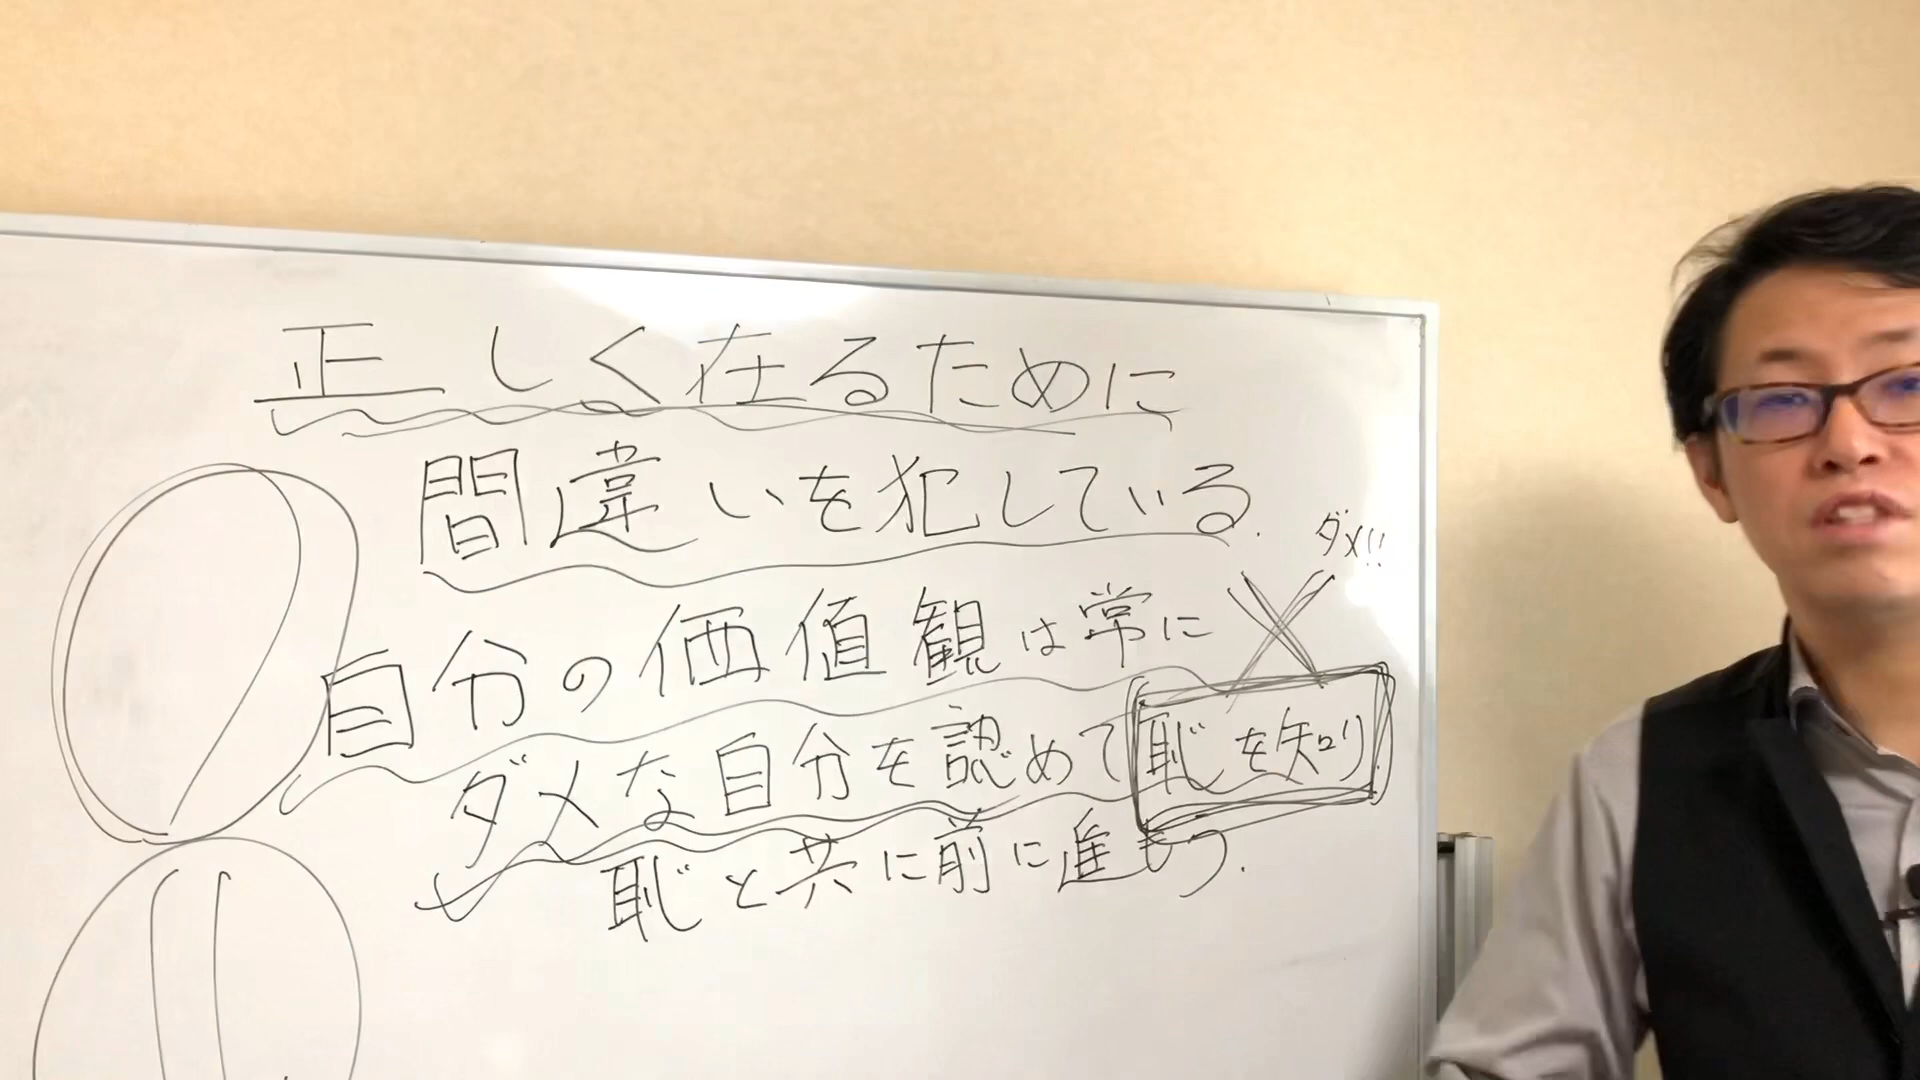 正しく在るために
間違いを犯している.
ダメ!!
自分の価値観は常に
ダメな自分を認めて恥を知り
恥と共に前に進もう.